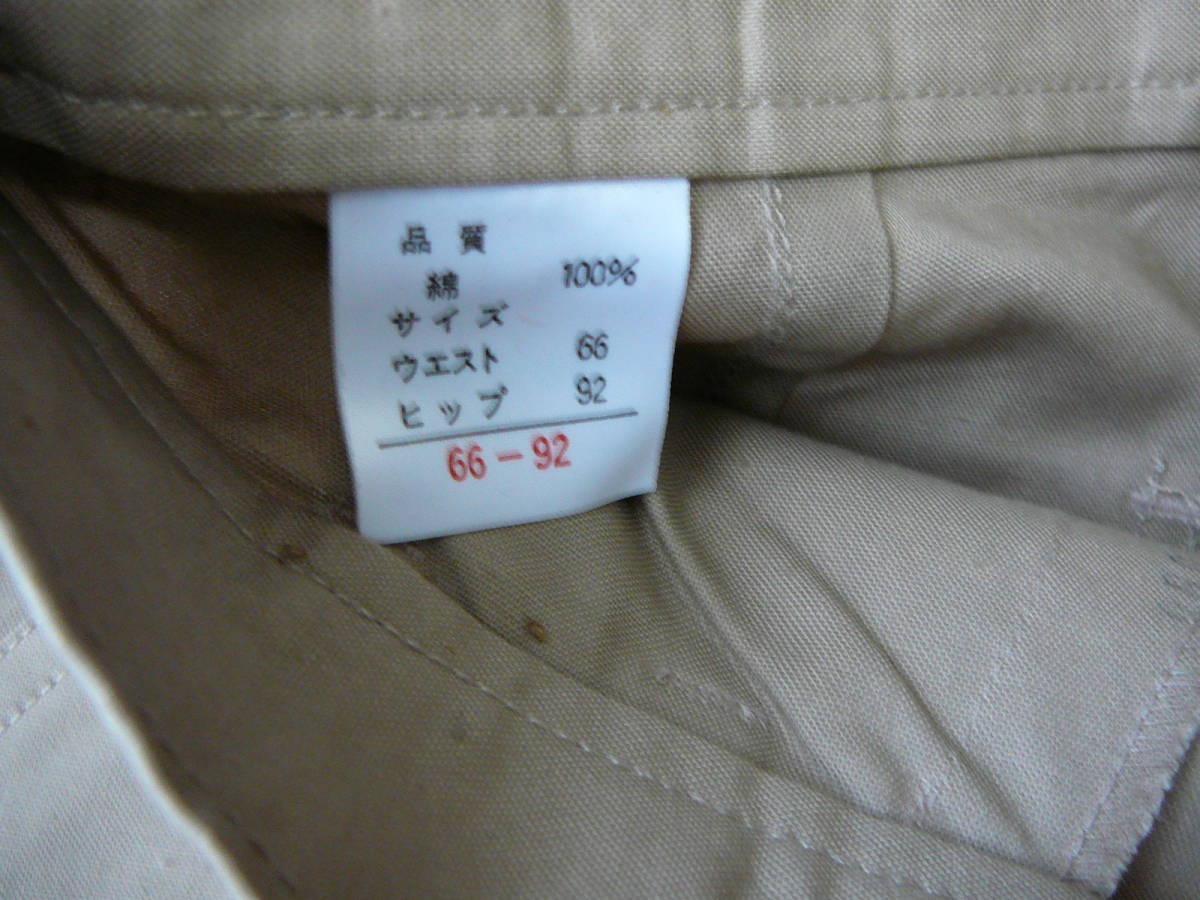 品質
綿 100%
サイズ
ウエスト 66
ヒップ 92
66-92